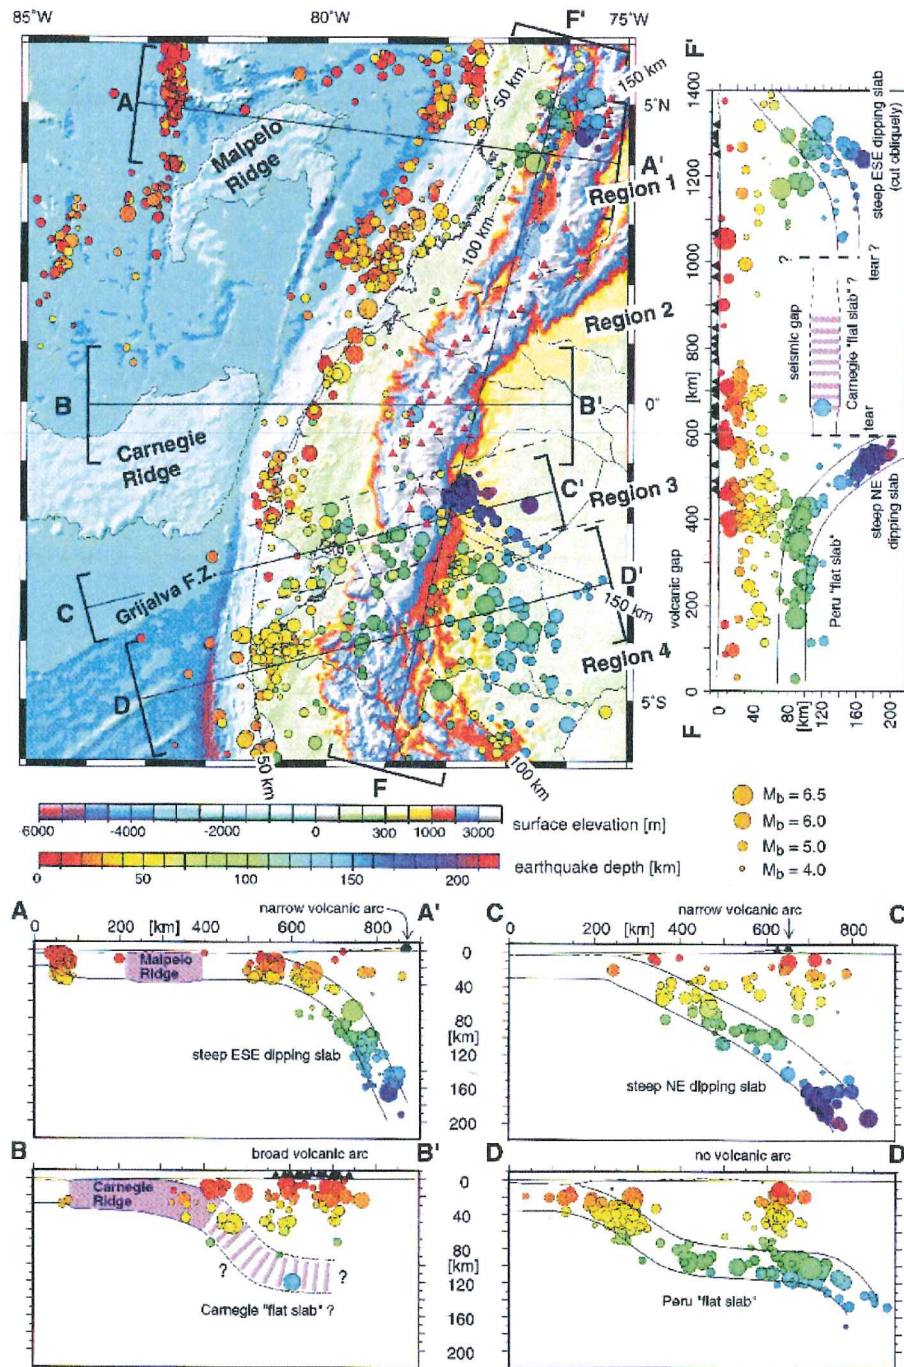 85°W
80°W
75°W
F'
150 km
50 km
5°N
A
A'
Malpelo
Ridge
Region 1
100 km
Region 2
B
B'
0°
Carnegie
Ridge
C'
Region 3
D'
C
Grijalva F.Z.
150 km
Region 4
D
5°S
50 km
100 km
F
F'
1400
1200
1000
800
[km]
600
400
200
0
F
0
40
80
[km]
120
160
200
steep ESE dipping slab
(cut obliquely)
tear ?
?
seismic gap
Carnegie "flat slab" ?
tear
steep NE
dipping slab
Peru "flat slab"
volcanic gap
-6000
-4000
-2000
0
300
1000
3000
surface elevation [m]
0
50
100
150
200
earthquake depth [km]
Mb = 6.5
Mb = 6.0
Mb = 5.0
Mb = 4.0
A
narrow volcanic arc
A'
0
200
[km]
400
600
800
Malpelo
Ridge
steep ESE dipping slab
0
40
80
[km]
120
160
200
C
narrow volcanic arc
C
200
[km]
400
600
800
steep NE dipping slab
B
broad volcanic arc
B'
Carnegie
Ridge
?
?
Carnegie "flat slab" ?
0
40
80
[km]
120
160
200
D
no volcanic arc
D
Peru "flat slab"